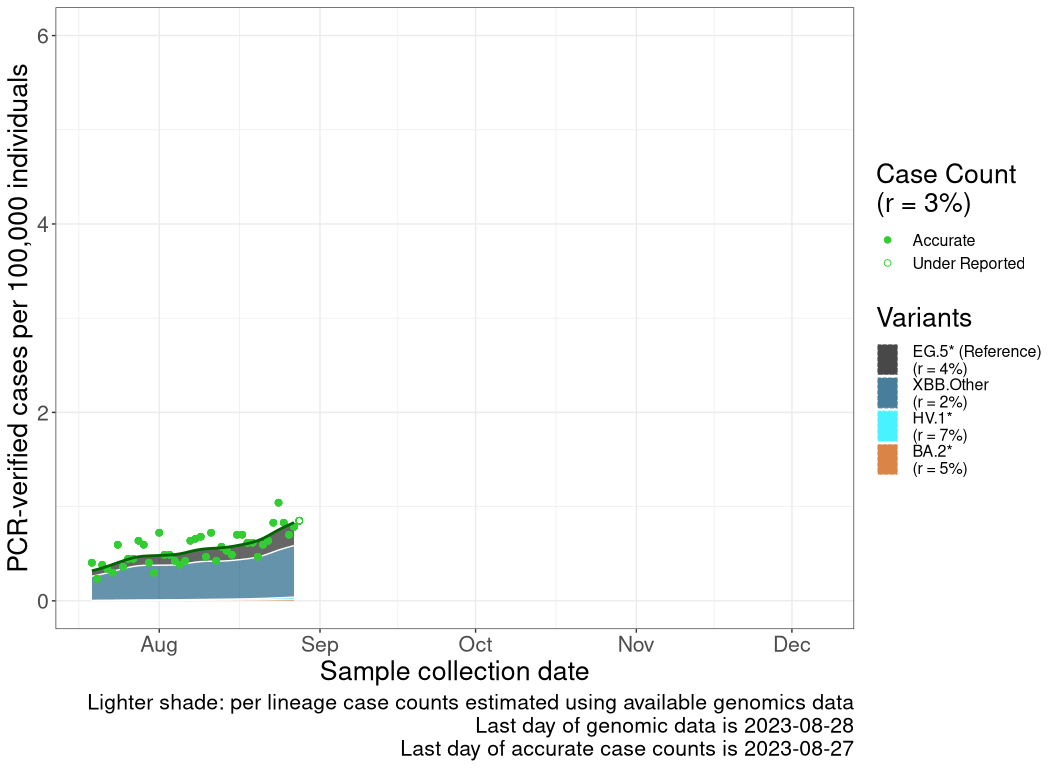 6
4
2
0
PCR-verified cases per 100,000 individuals
Aug Sep Oct Nov Dec
Sample collection date
Lighter shade: per lineage case counts estimated using available genomics data
Last day of genomic data is 2023-08-28
Last day of accurate case counts is 2023-08-27
Case Count
(r = 3%)
Accurate
Under Reported
Variants
EG.5* (Reference)
(r = 4%)
XBB.Other
(r = 2%)
HV.1*
(r = 7%)
BA.2*
(r = 5%)